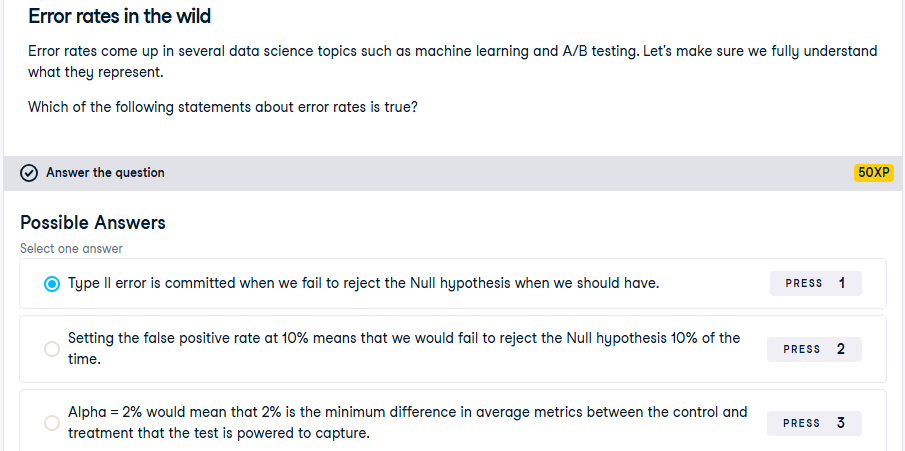 Error rates in the wild
Error rates come up in several data science topics such as machine learning and A/B testing. Let's make sure we fully understand
what they represent.
Which of the following statements about error rates is true?
Answer the question
50XP
Possible Answers
Select one answer
Type II error is committed when we fail to reject the Null hypothesis when we should have.
PRESS 1
Setting the false positive rate at 10% means that we would fail to reject the Null hypothesis 10% of the
time.
PRESS 2
Alpha = 2% would mean that 2% is the minimum difference in average metrics between the control and
treatment that the test is powered to capture.
PRESS 3